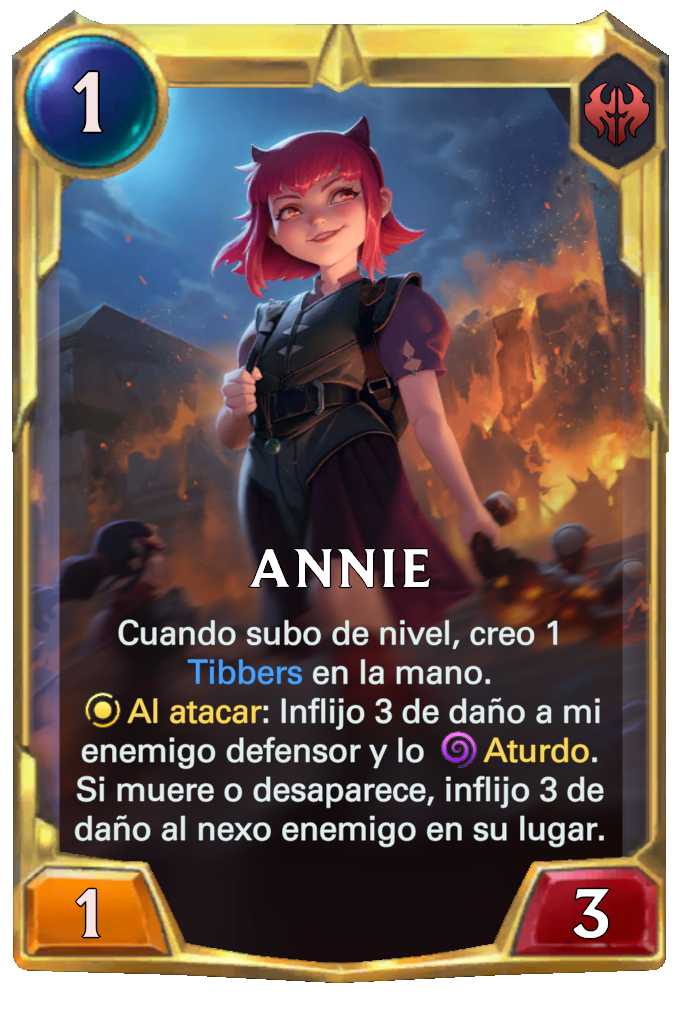 1
ANNIE
Cuando subo de nivel, creo 1
Tibbers en la mano.
Al atacar: Inflijo 3 de daño a mi
enemigo defensor y lo Aturdo.
Si muere o desaparece, inflijo 3 de
daño al nexo enemigo en su lugar.
1
3